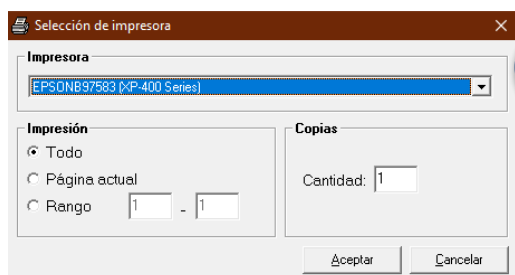 Selección de impresora
Impresora
EPSONB97583 (XP-400 Series)
Impresión
Todo
Página actual
Rango 1 - 1
Copias
Cantidad: 1
Aceptar Cancelar